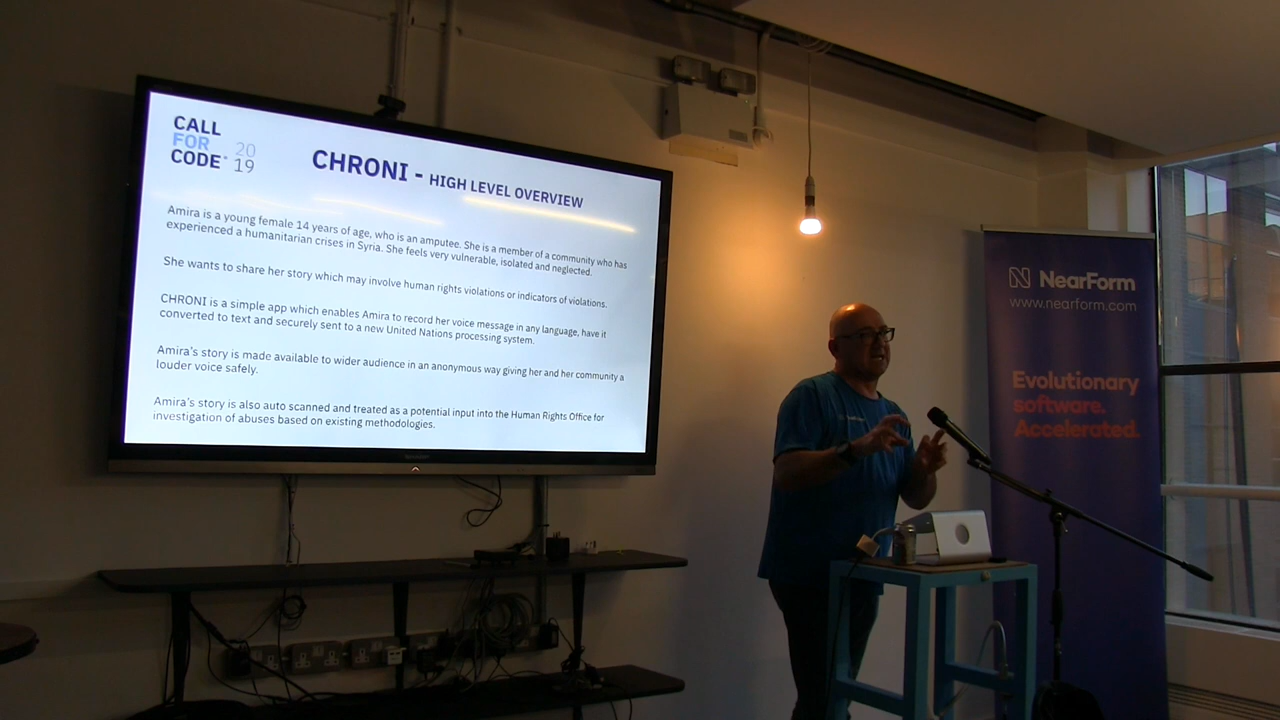 CALL
FOR 20
CODE® 19
CHRONI - HIGH LEVEL OVERVIEW
Amira is a young female 14 years of age, who is an amputee. She is a member of a community who has
experienced a humanitarian crises in Syria. She feels very vulnerable, isolated and neglected.
She wants to share her story which may involve human rights violations or indicators of violations.
CHRONI is a simple app which enables Amira to record her voice message in any language, have it
converted to text and securely sent to a new United Nations processing system.
Amira's story is made available to wider audience in an anonymous way giving her and her community a
louder voice safely.
Amira's story is also auto scanned and treated as a potential input into the Human Rights Office for
investigation of abuses based on existing methodologies.
NearForm
www.nearform.com
Evolutionary
software.
Accelerated.